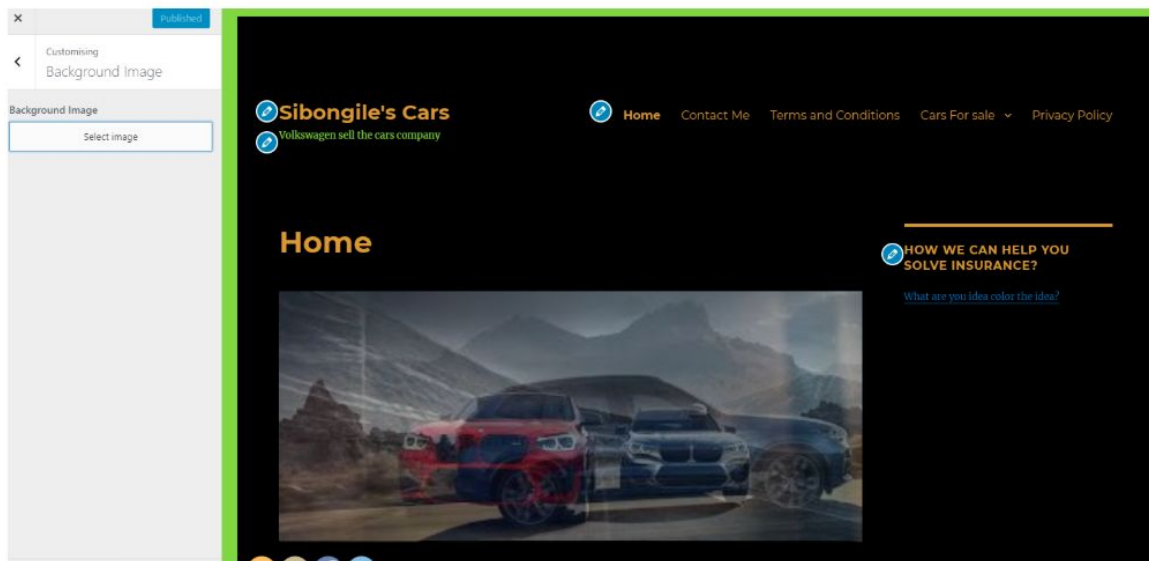 Published
Customising
Background Image
Background Image
Select image
Sibongile's Cars
Volkswagen sell the cars company
Home Contact Me Terms and Conditions Cars For sale Privacy Policy
Home
HOW WE CAN HELP YOU
SOLVE INSURANCE?
What are you idea color the idea?